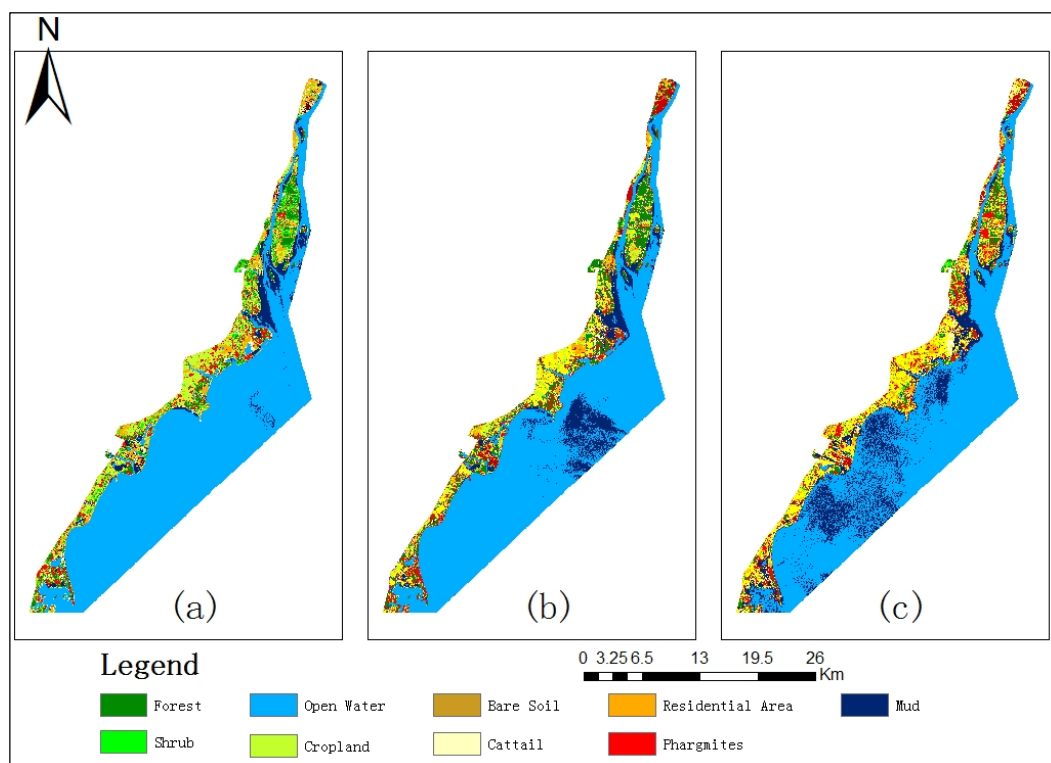 N
(a)
(b)
(c)
Legend
0 3.25 6.5 13 19.5 26
Km
Forest
Open Water
Bare Soil
Residential Area
Mud
Shrub
Cropland
Cattail
Phargmites